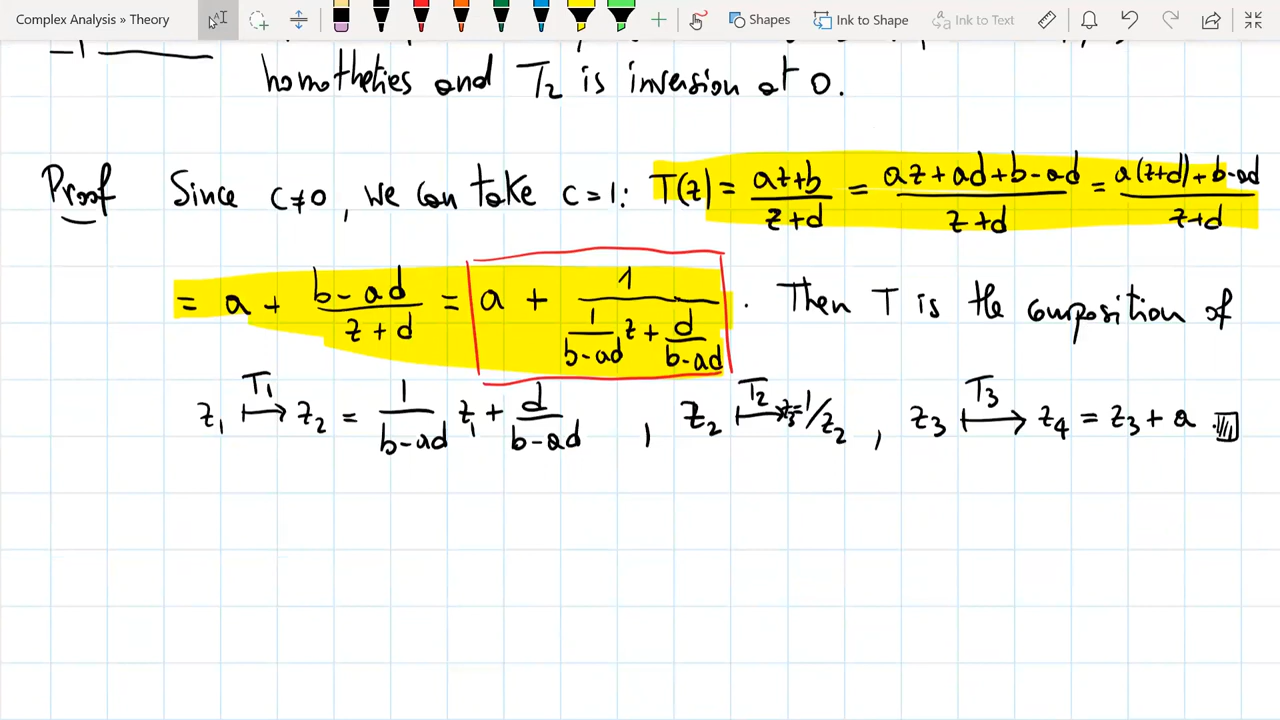 Complex Analysis » Theory
Shapes Ink to Shape Ink to Text
homotheties and T₂ is inversion at 0.
Proof Since c≠0, we can take c=1: T(z) = (az+b)/(z+d) = (az+ad+b-ad)/(z+d) = (a(z+d)+b-ad)/(z+d)
= a + (b-ad)/(z+d) = a + 1/((1/(b-ad))z + d/(b-ad)). Then T is the composition of
z₁ ↦^{T₁} z₂ = (1/(b-ad))z₁ + d/(b-ad), z₂ ↦^{T₂} z₃=1/z₂, z₃ ↦^{T₃} z₄ = z₃ + a.